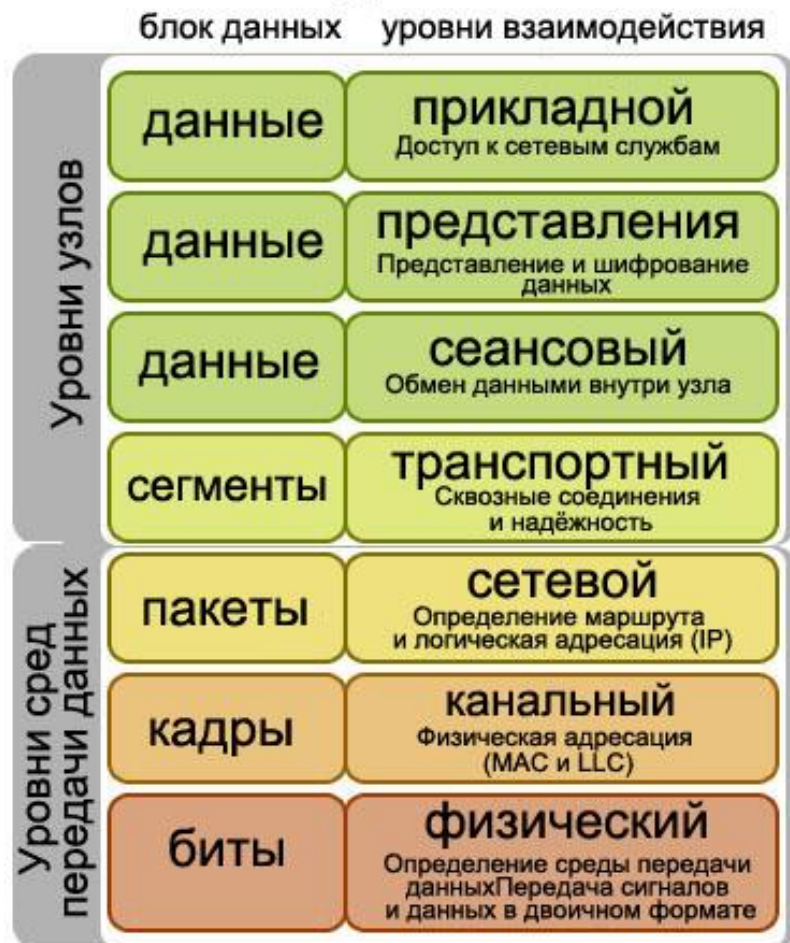 блок данных уровни взаимодействия
Уровни узлов
данные
прикладной
Доступ к сетевым службам
данные
представления
Представление и шифрование
данных
данные
сеансовый
Обмен данными внутри узла
сегменты
транспортный
Сквозные соединения
и надёжность
Уровни сред
передачи данных
пакеты
сетевой
Определение маршрута
и логическая адресация (IP)
кадры
канальный
Физическая адресация
(MAC и LLC)
биты
физический
Определение среды передачи
данныхПередача сигналов
и данных в двоичном формате